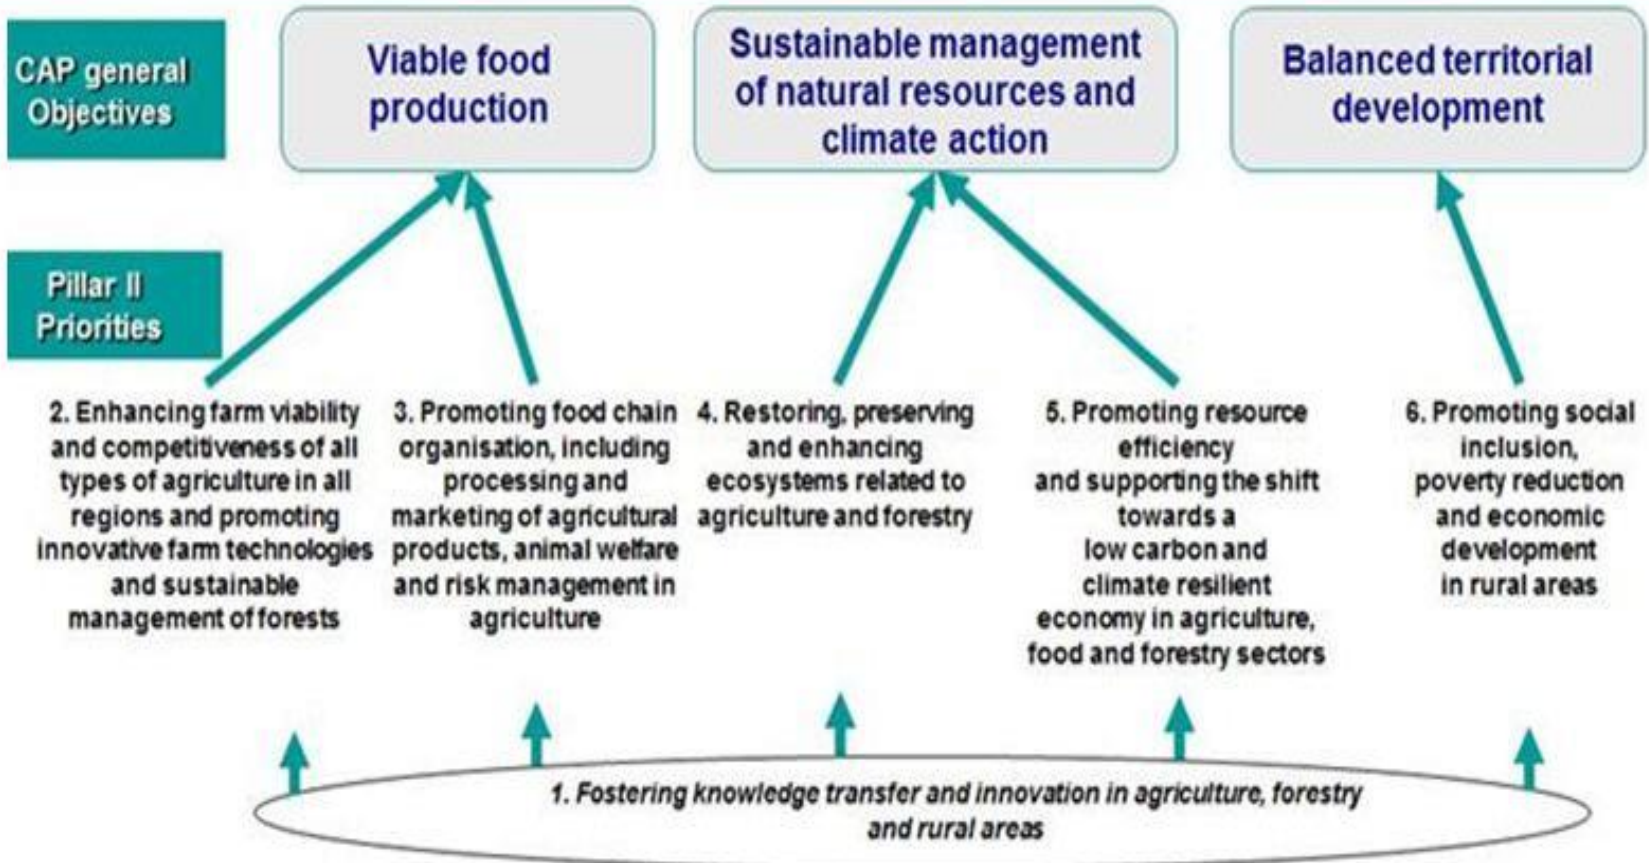 CAP general
Objectives
Viable food
production
Sustainable management
of natural resources and
climate action
Balanced territorial
development
Pillar II
Priorities
2. Enhancing farm viability
and competitiveness of all
types of agriculture in all
regions and promoting
innovative farm technologies
and sustainable
management of forests
3. Promoting food chain
organisation, including
processing and
marketing of agricultural
products, animal welfare
and risk management in
agriculture
4. Restoring, preserving
and enhancing
ecosystems related to
agriculture and forestry
5. Promoting resource
efficiency
and supporting the shift
towards a
low carbon and
climate resilient
economy in agriculture,
food and forestry sectors
6. Promoting social
inclusion,
poverty reduction
and economic
development
in rural areas
1. Fostering knowledge transfer and innovation in agriculture, forestry
and rural areas